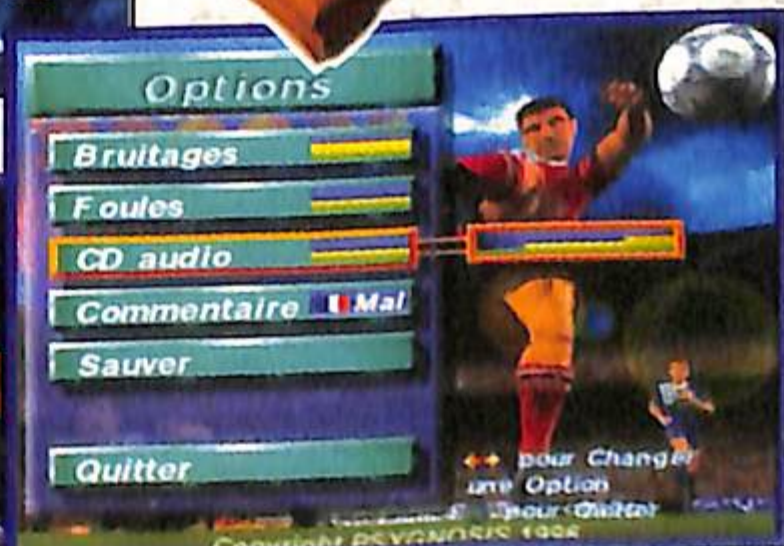 Options
Bruitages
Foules
CD audio
Commentaire Mal
Sauver
Quitter
↔ pour Changer
une Option
pour Quitter
Copyright PSYGNOSIS 1996